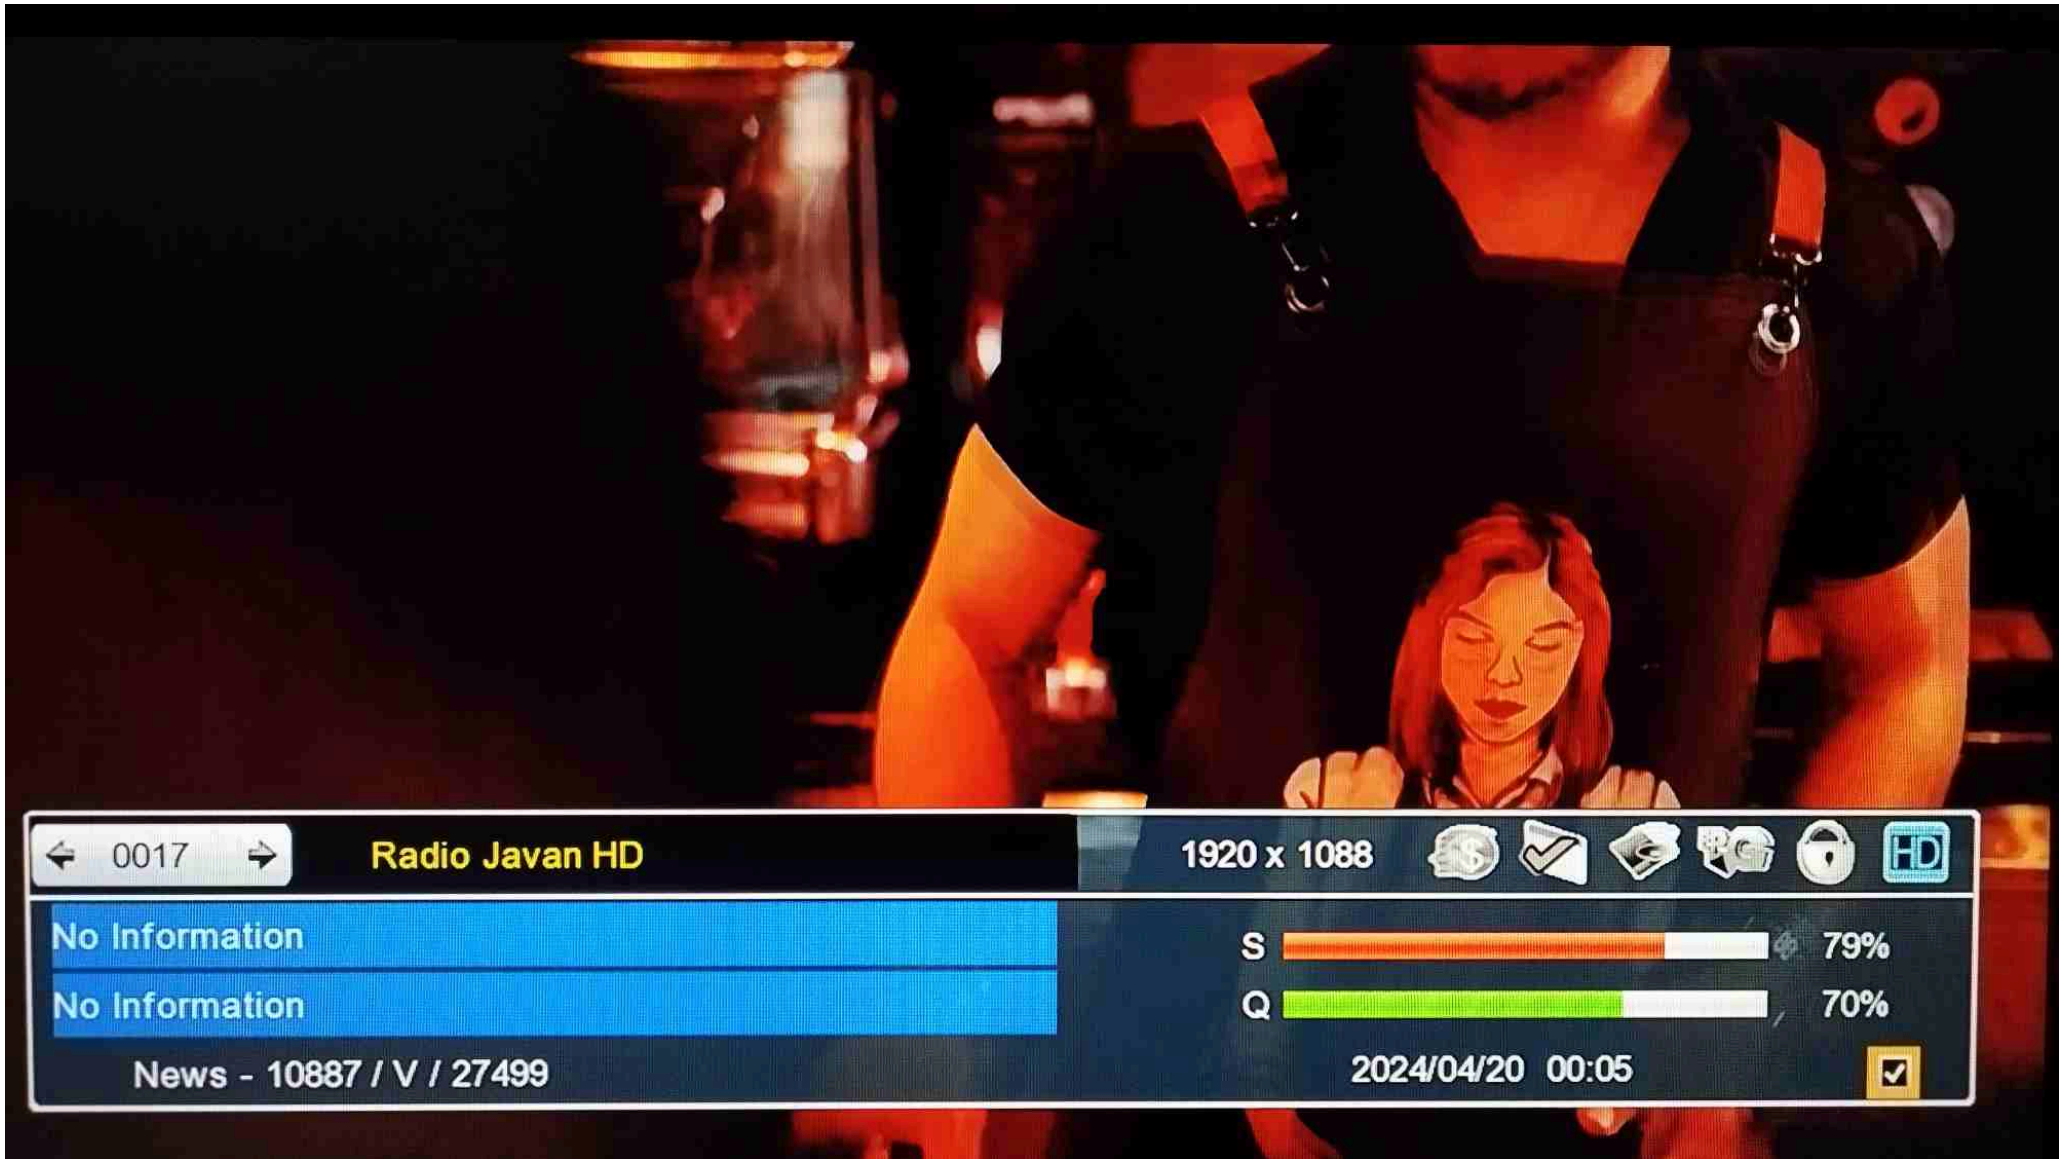 0017
Radio Javan HD
1920 x 1088
HD
No Information
No Information
S 79%
Q 70%
News - 10887 / V / 27499
2024/04/20 00:05